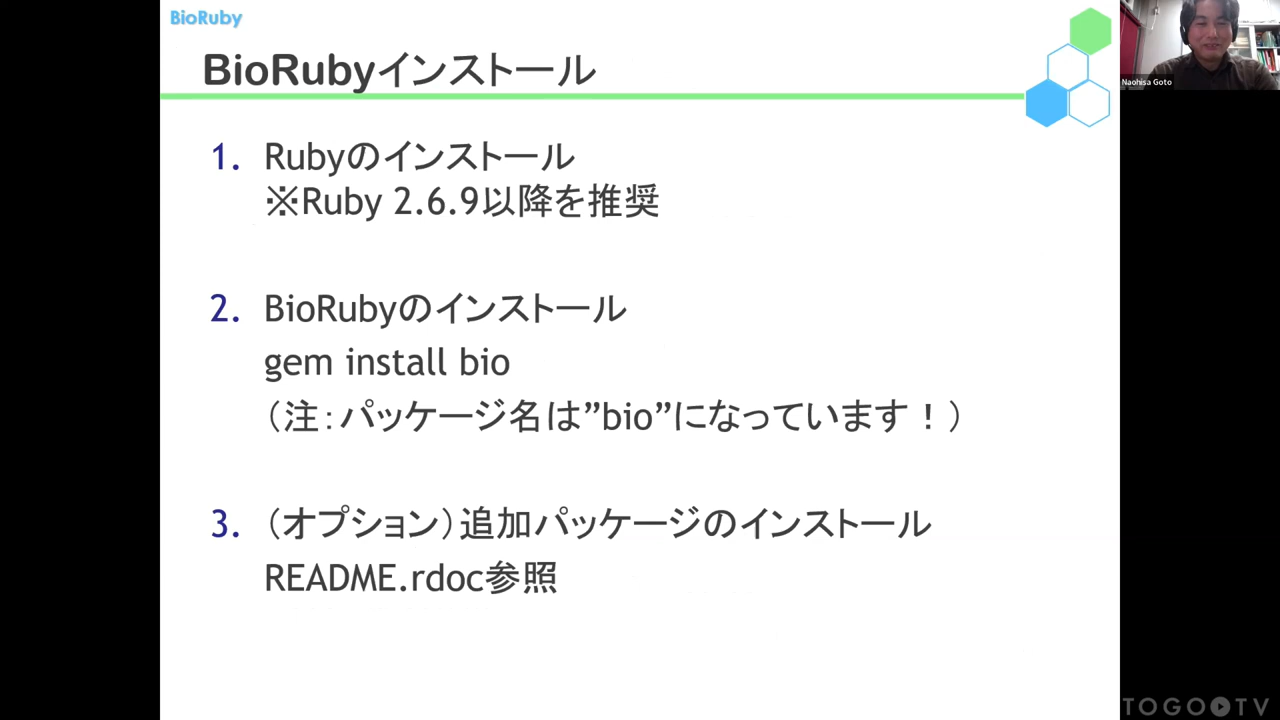 BioRuby
BioRubyインストール
Naohisa Goto
1. Rubyのインストール
※Ruby 2.6.9以降を推奨
2. BioRubyのインストール
gem install bio
（注：パッケージ名は”bio”になっています！）
3. （オプション）追加パッケージのインストール
README.rdoc参照
TOGO TV